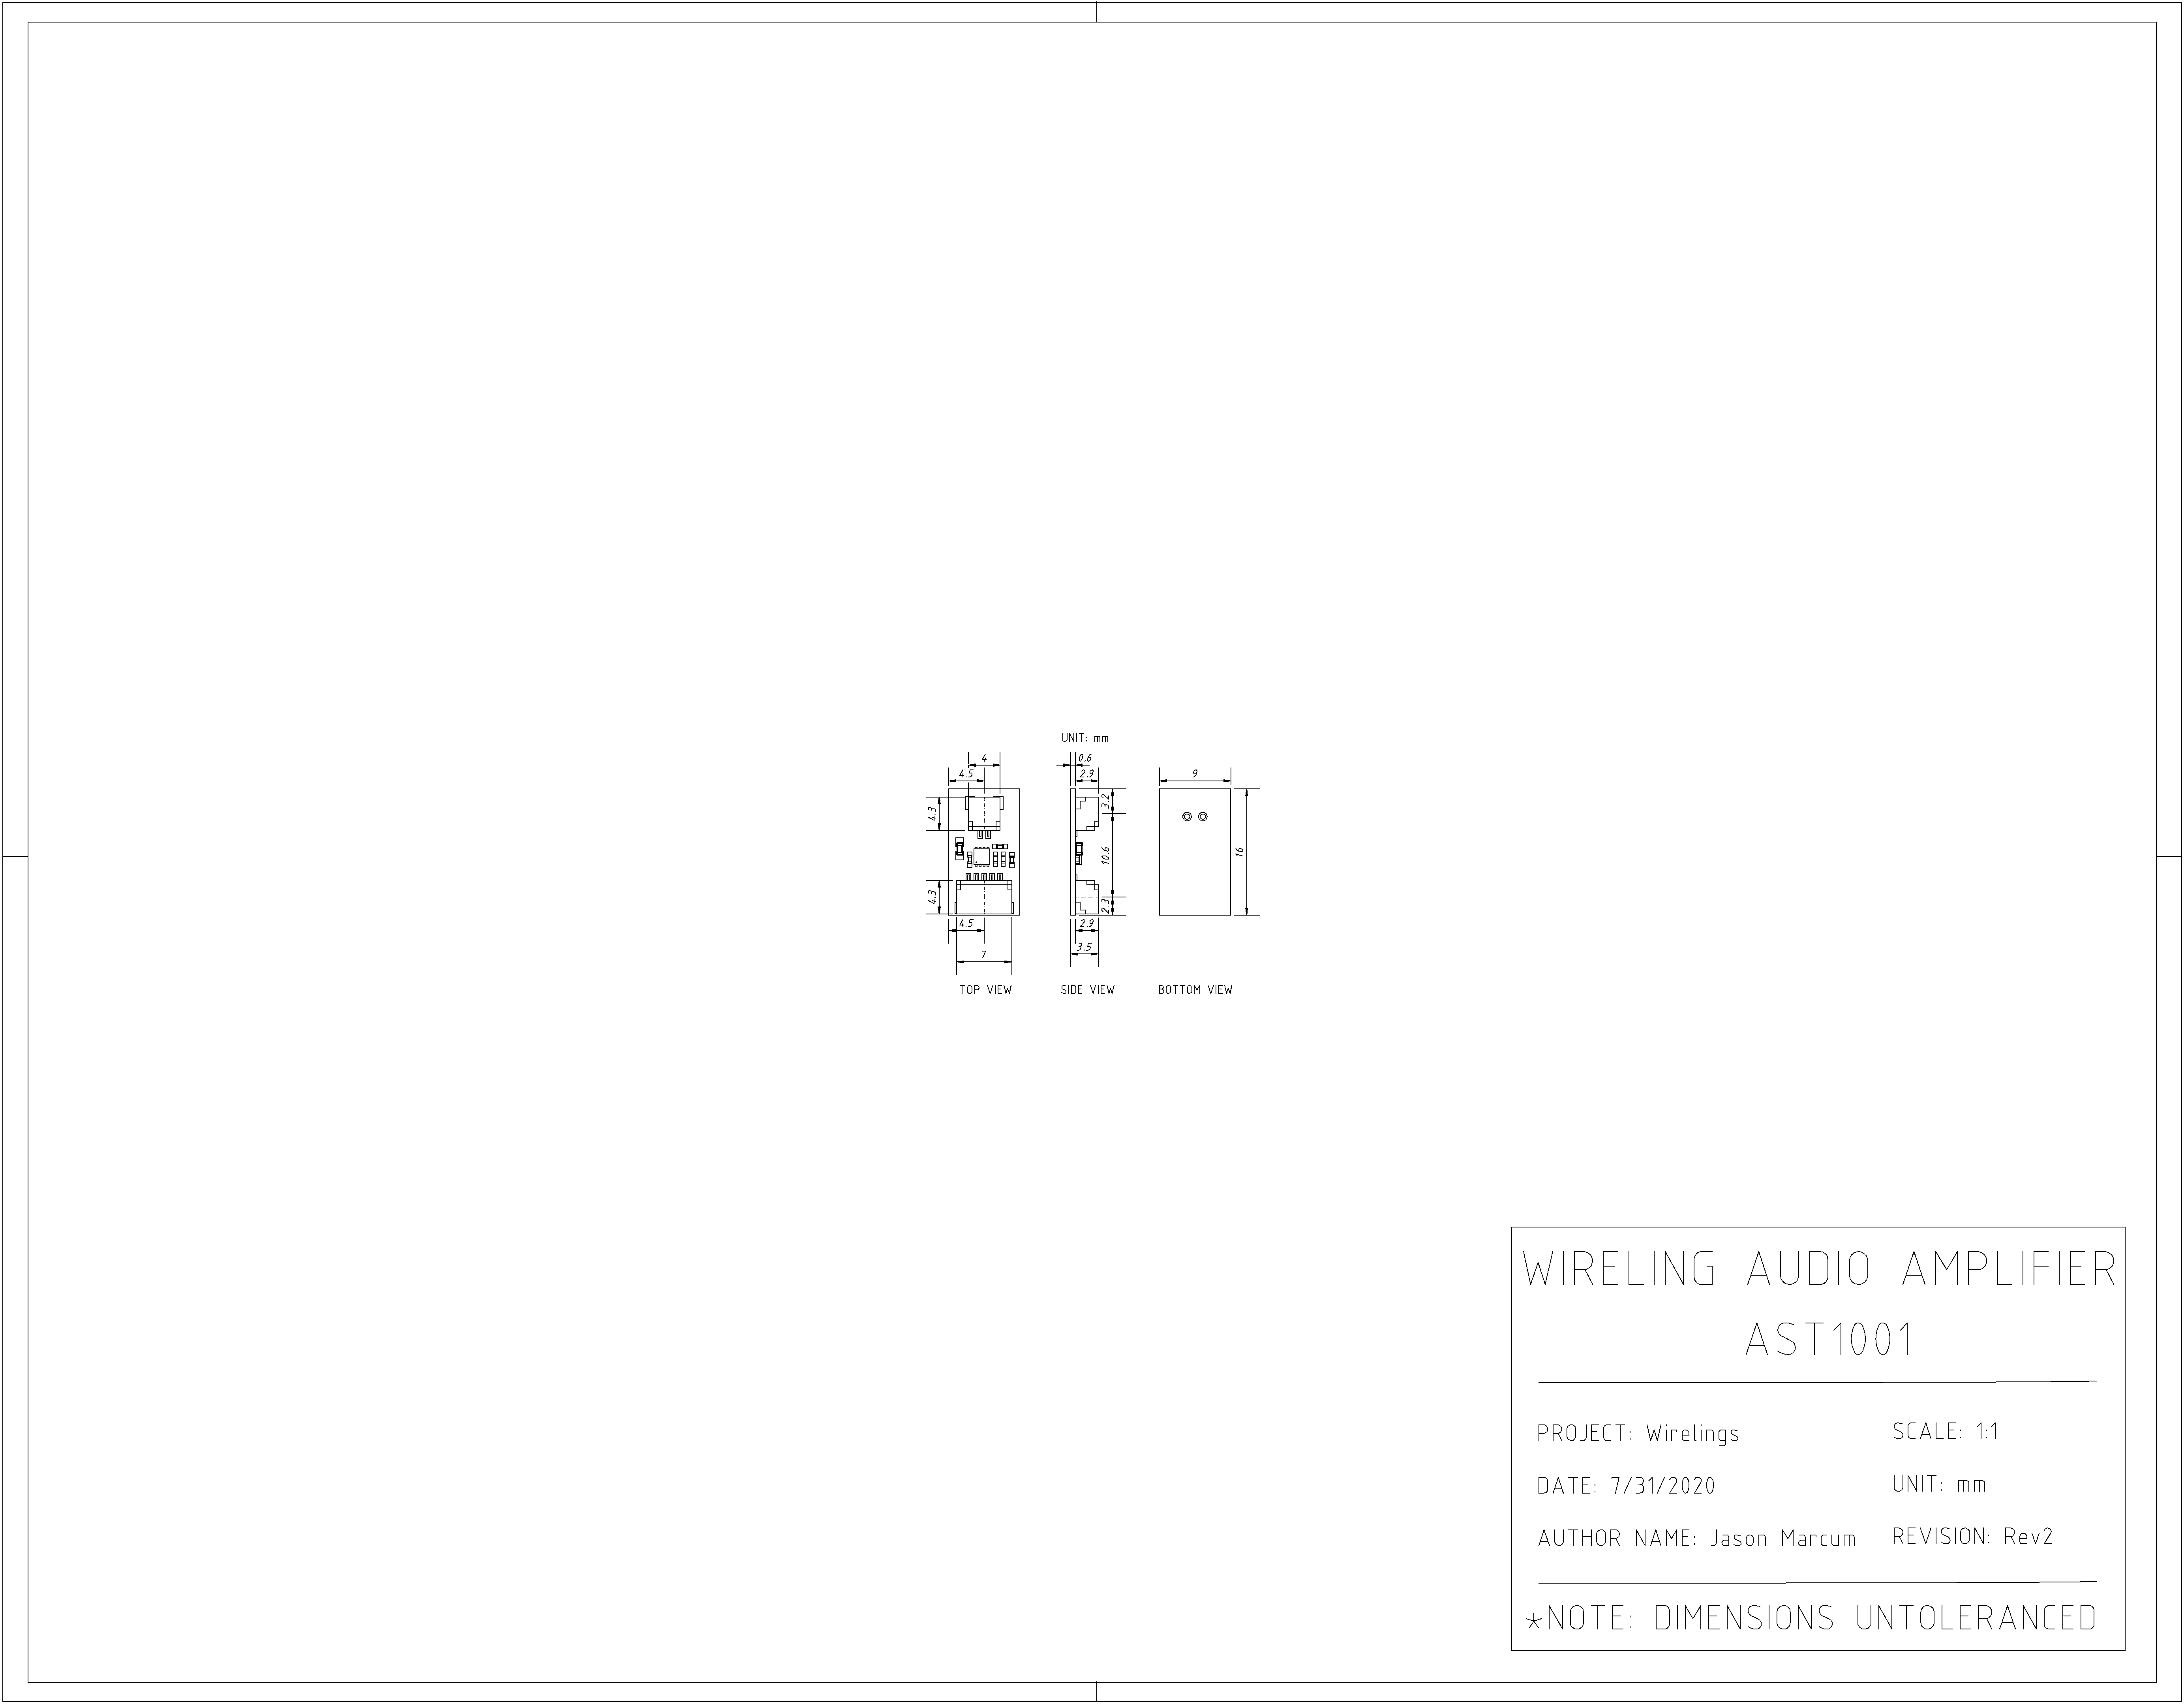 UNIT: mm
4
4.5
4.3
4.3
4.5
7
TOP VIEW
0.6
2.9
3.2
10.6
2.3
2.9
3.5
SIDE VIEW
9
16
BOTTOM VIEW
WIRELING AUDIO AMPLIFIER
AST1001
PROJECT: Wirelings
SCALE: 1:1
DATE: 7/31/2020
UNIT: mm
AUTHOR NAME: Jason Marcum
REVISION: Rev2
*NOTE: DIMENSIONS UNTOLERANCED